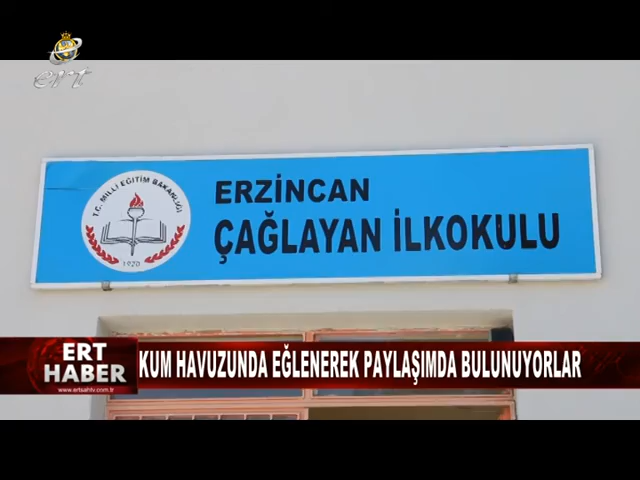 ert
T.C. MİLLİ EĞİTİM BAKANLIĞI
1920
ERZİNCAN
ÇAĞLAYAN İLKOKULU
ERT
HABER
www.ertsahtv.com.tr
KUM HAVUZUNDA EĞLENEREK PAYLAŞIMDA BULUNUYORLAR